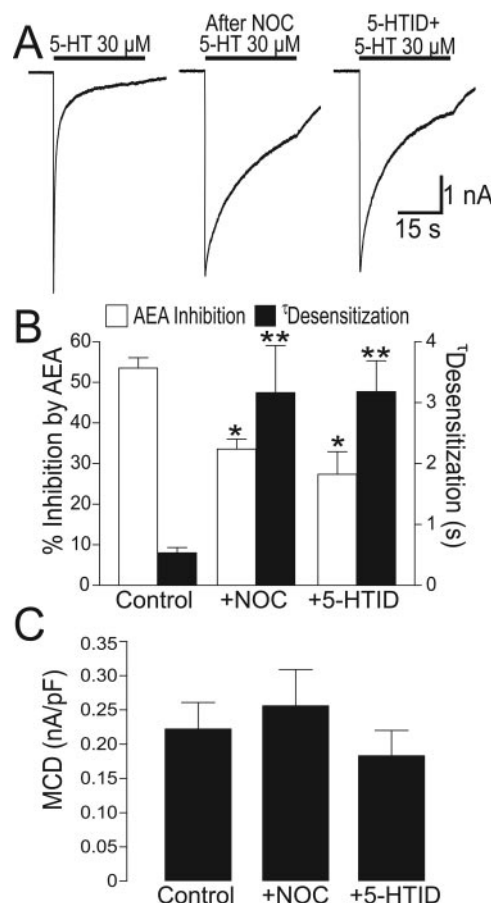 A
5-HT 30 µM
After NOC
5-HT 30 µM
5-HTID+
5-HT 30 µM
1 nA
15 s
B
AEA Inhibition
τDesensitization
% Inhibition by AEA
60
50
40
30
20
10
0
*
**
*
**
4
3
2
1
0
τDesensitization (s)
Control
+NOC
+5-HTID
C
MCD (nA/pF)
0.35
0.30
0.25
0.20
0.15
0.10
0.05
0
Control
+NOC
+5-HTID